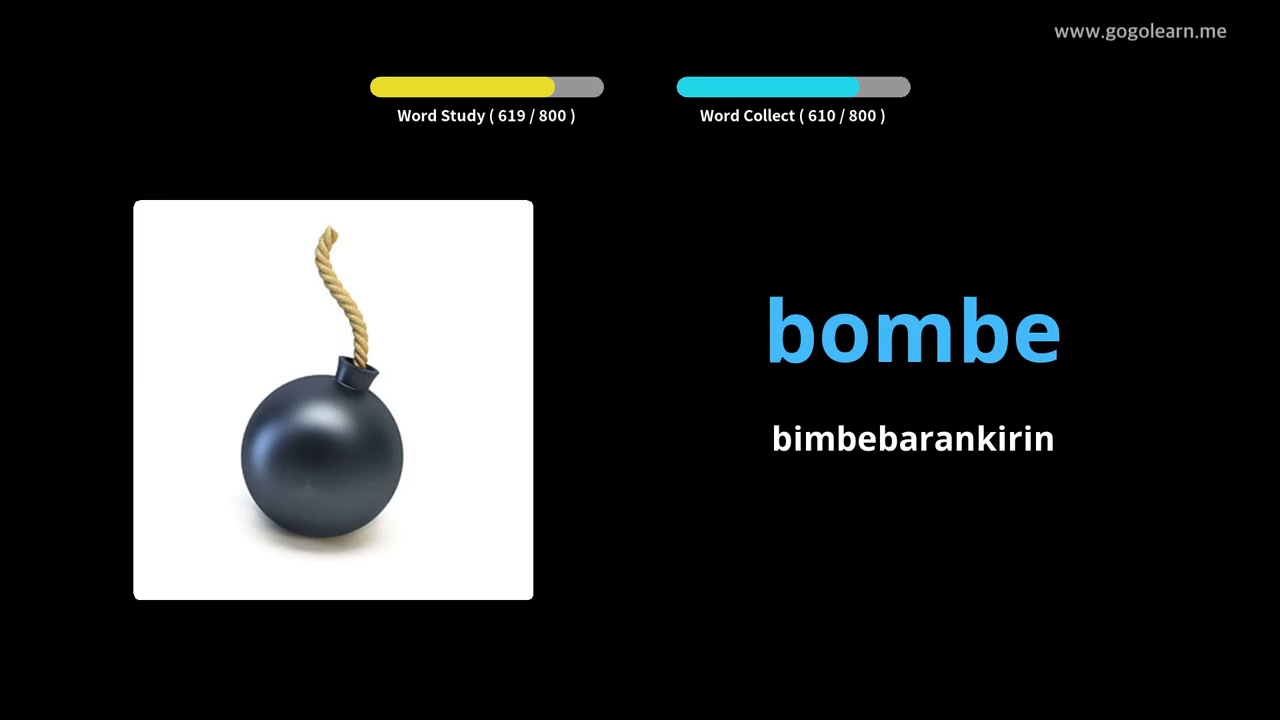 www.gogolearn.me
Word Study ( 619 / 800 )
Word Collect ( 610 / 800 )
bombe
bimbebarankirin